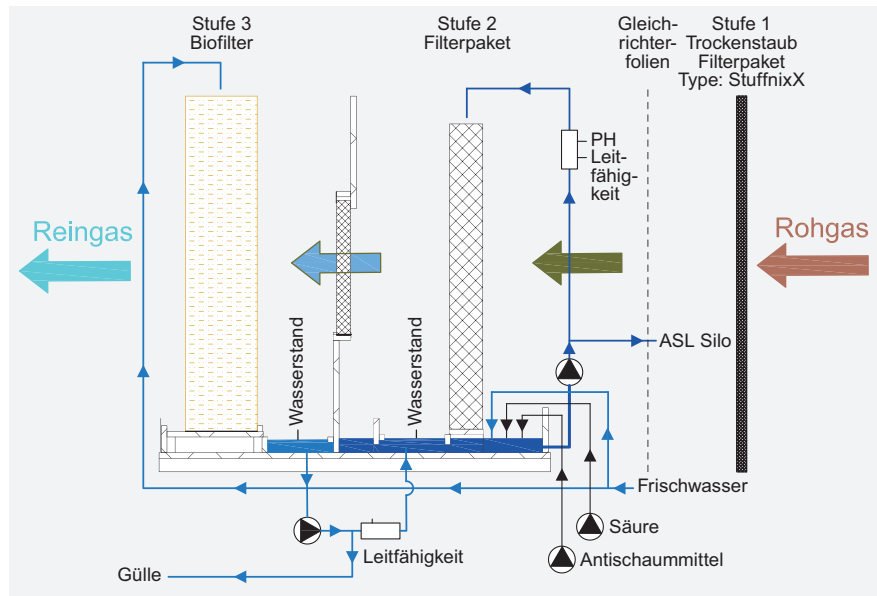 Stufe 3
Biofilter
Stufe 2
Filterpaket
Gleich-
richter-
folien
Stufe 1
Trockenstaub
Filterpaket
Type: StuffnixX
PH
Leit-
fähig-
keit
Reingas
Rohgas
Wasserstand
Wasserstand
ASL Silo
Frischwasser
Säure
Leitfähigkeit
Antischaummittel
Gülle